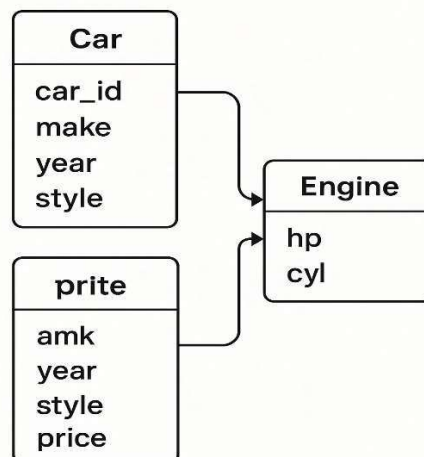 Car
car_id
make
year
style
Engine
hp
cyl
prite
amk
year
style
price